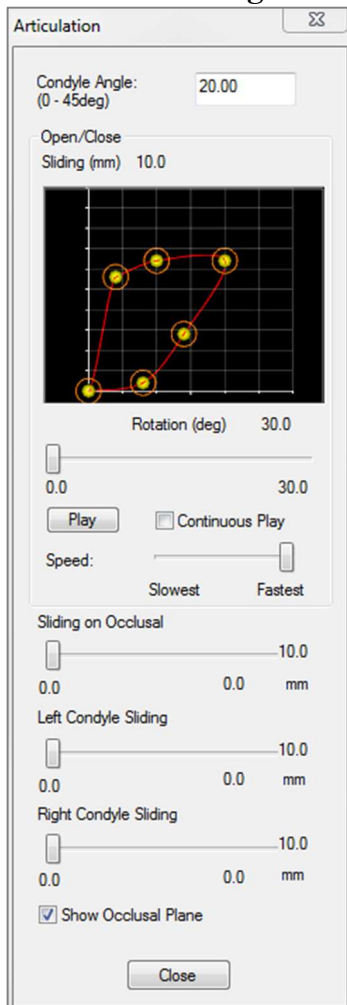 Articulation
Condyle Angle: 20.00
(0 - 45deg)
Open/Close
Sliding (mm) 10.0
Rotation (deg) 30.0
0.0 30.0
Play Continuous Play
Speed:
Slowest Fastest
Sliding on Occlusal
10.0
0.0 0.0 mm
Left Condyle Sliding
10.0
0.0 0.0 mm
Right Condyle Sliding
10.0
0.0 0.0 mm
Show Occlusal Plane
Close